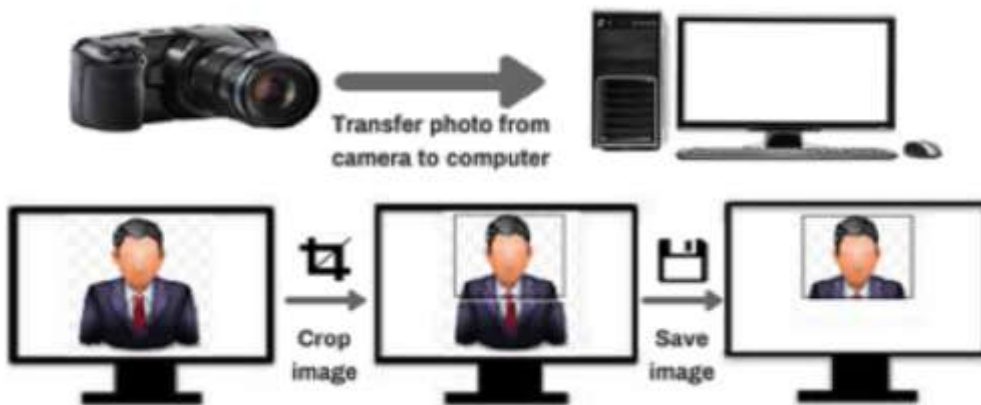 Transfer photo from
camera to computer
Crop
image
Save
image